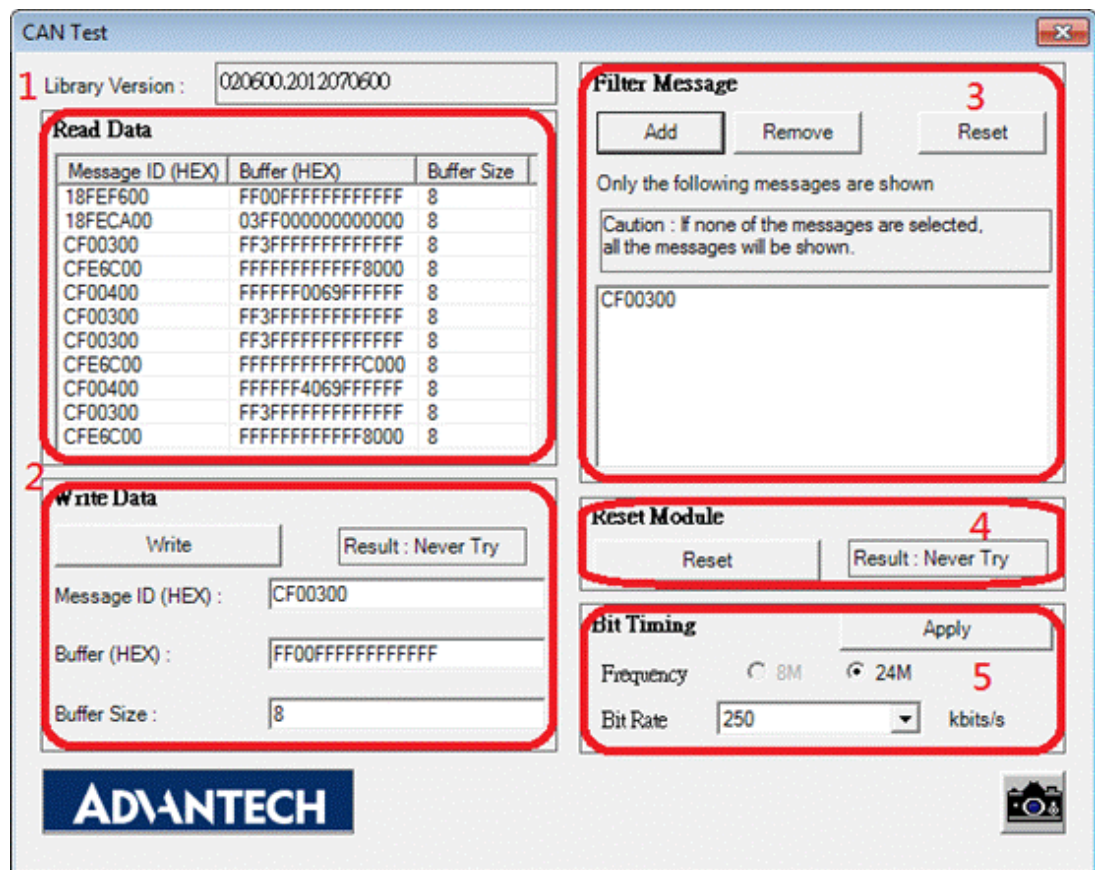 CAN Test
1 Library Version : 020600.2012070600
Read Data
Message ID (HEX) Buffer (HEX) Buffer Size
18FEF600 FF00FFFFFFFFFFFF 8
18FECA00 03FF000000000000 8
CF00300 FF3FFFFFFFFFFFFF 8
CFE6C00 FFFFFFFFFFFF8000 8
CF00400 FFFFFF0069FFFFFF 8
CF00300 FF3FFFFFFFFFFFFF 8
CF00300 FF3FFFFFFFFFFFFF 8
CFE6C00 FFFFFFFFFFFFC000 8
CF00400 FFFFFF4069FFFFFF 8
CF00300 FF3FFFFFFFFFFFFF 8
CFE6C00 FFFFFFFFFFFF8000 8
2
Write Data
Write Result : Never Try
Message ID (HEX) : CF00300
Buffer (HEX) : FF00FFFFFFFFFFFF
Buffer Size : 8
ADVANTECH
Filter Message
3
Add Remove Reset
Only the following messages are shown
Caution : If none of the messages are selected,
all the messages will be shown.
CF00300
Reset Module
4
Reset Result : Never Try
Bit Timing Apply
Frequency 8M 24M 5
Bit Rate 250 kbits/s